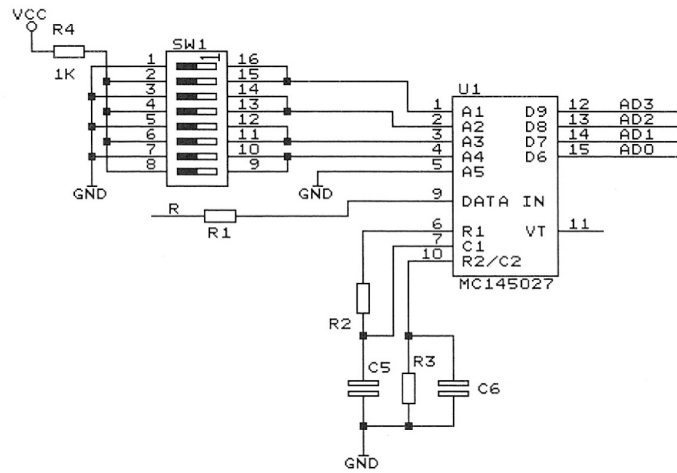 VCC
R4
1K
SW1
1 16
2 15
3 14
4 13
5 12
6 11
7 10
8 9
GND
GND
R
R1
U1
1 A1 D9 12 AD3
2 A2 D8 13 AD2
3 A3 D7 14 AD1
4 A4 D6 15 AD0
5 A5
9 DATA IN
6 R1 VT 11
7 C1
10 R2/C2
MC145027
R2
C5
R3
C6
GND